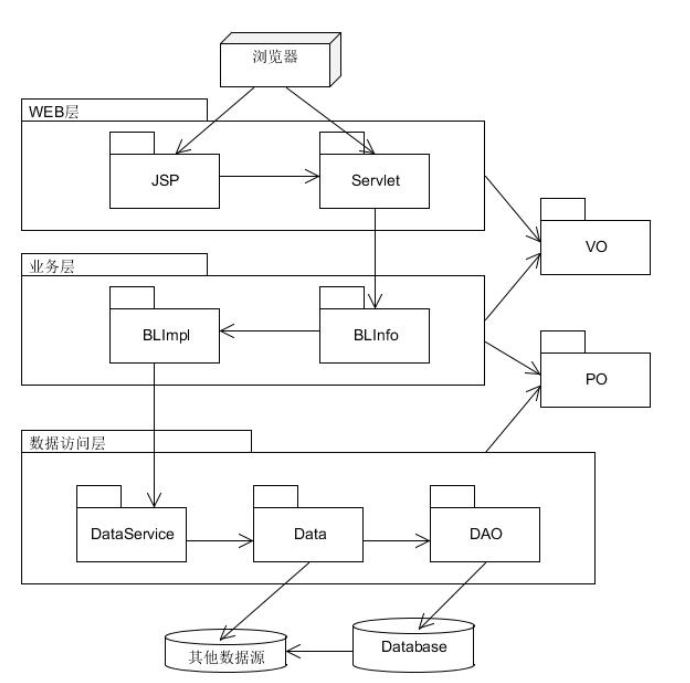 浏览器
WEB层
JSP
Servlet
VO
业务层
BLImpl
BLInfo
PO
数据访问层
DataService
Data
DAO
其他数据源
Database